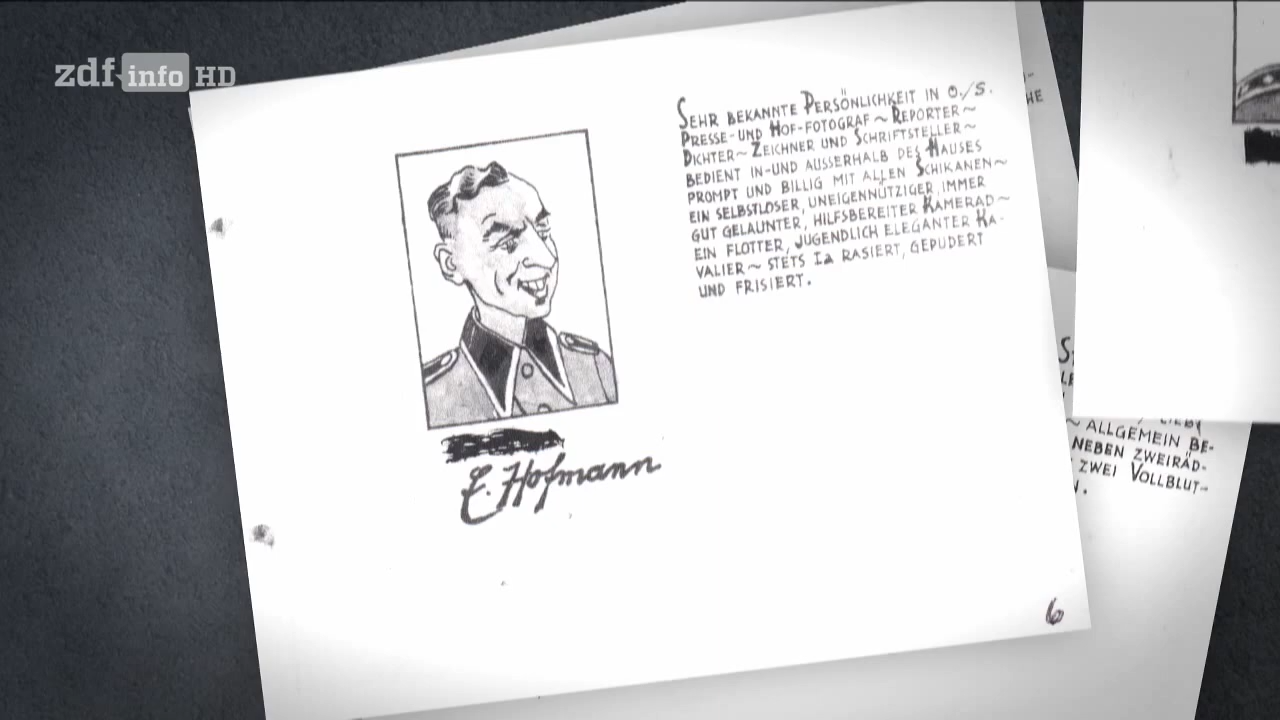 zdf info HD
SEHR BEKANNTE PERSÖNLICHKEIT IN O./S.
PRESSE-UND HOF-FOTOGRAF~REPORTER~
DICHTER~ZEICHNER UND SCHRIFTSTELLER~
BEDIENT IN-UND AUSSERHALB DES HAUSES
PROMPT UND BILLIG MIT ALLEN SCHIKANEN~
EIN SELBSTLOSER, UNEIGENNÜTZIGER, IMMER
GUT GELAUNTER, HILFSBEREITER KAMERAD~
EIN FLOTTER, JUGENDLICH ELEGANTER KA-
VALIER~ STETS Ia RASIERT, GEPUDERT
UND FRISIERT.
E. Hofmann
6
HE
~ ALLGEMEIN BE-
NEBEN ZWEIRÄD-
ZWEI VOLLBLUT-